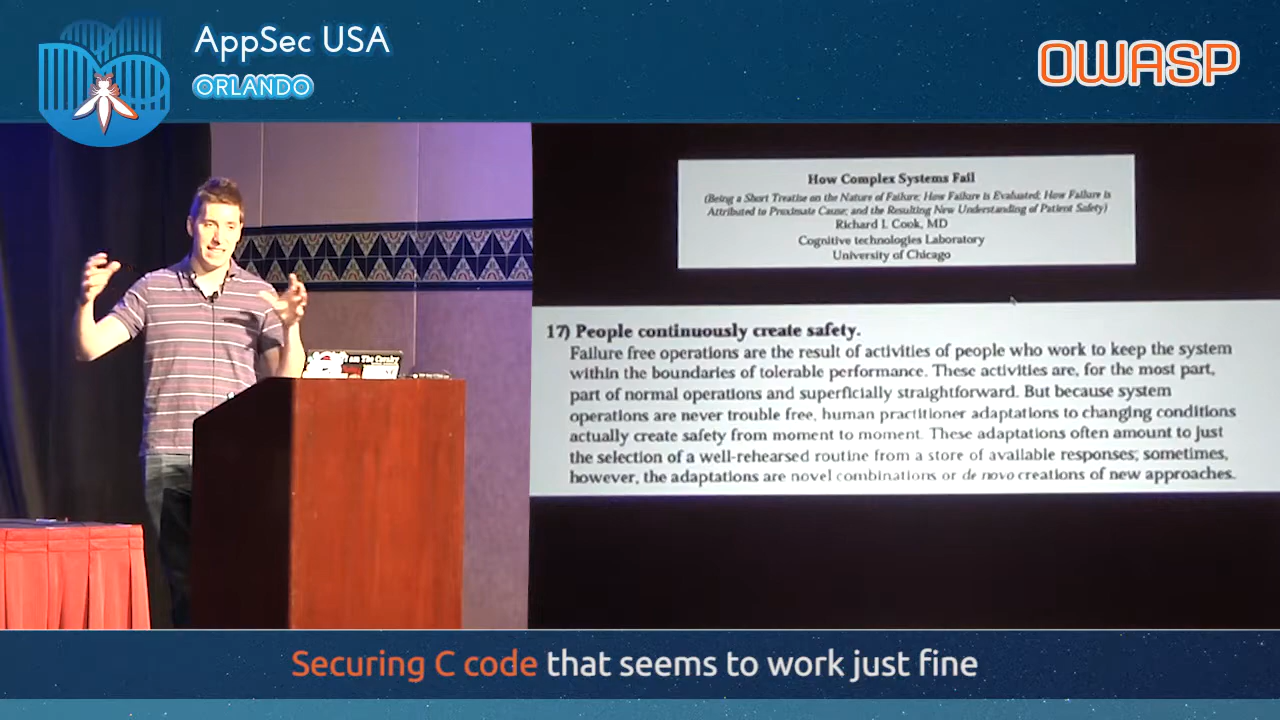 AppSec USA
ORLANDO
OWASP
How Complex Systems Fail
(Being a Short Treatise on the Nature of Failure; How Failure is Evaluated; How Failure is
Attributed to Proximate Cause; and the Resulting New Understanding of Patient Safety)
Richard I. Cook, MD
Cognitive technologies Laboratory
University of Chicago
17) People continuously create safety.
Failure free operations are the result of activities of people who work to keep the system
within the boundaries of tolerable performance. These activities are, for the most part,
part of normal operations and superficially straightforward. But because system
operations are never trouble free, human practitioner adaptations to changing conditions
actually create safety from moment to moment. These adaptations often amount to just
the selection of a well-rehearsed routine from a store of available responses; sometimes,
however, the adaptations are novel combinations or de novo creations of new approaches.
am The Cavalry
Securing C code that seems to work just fine